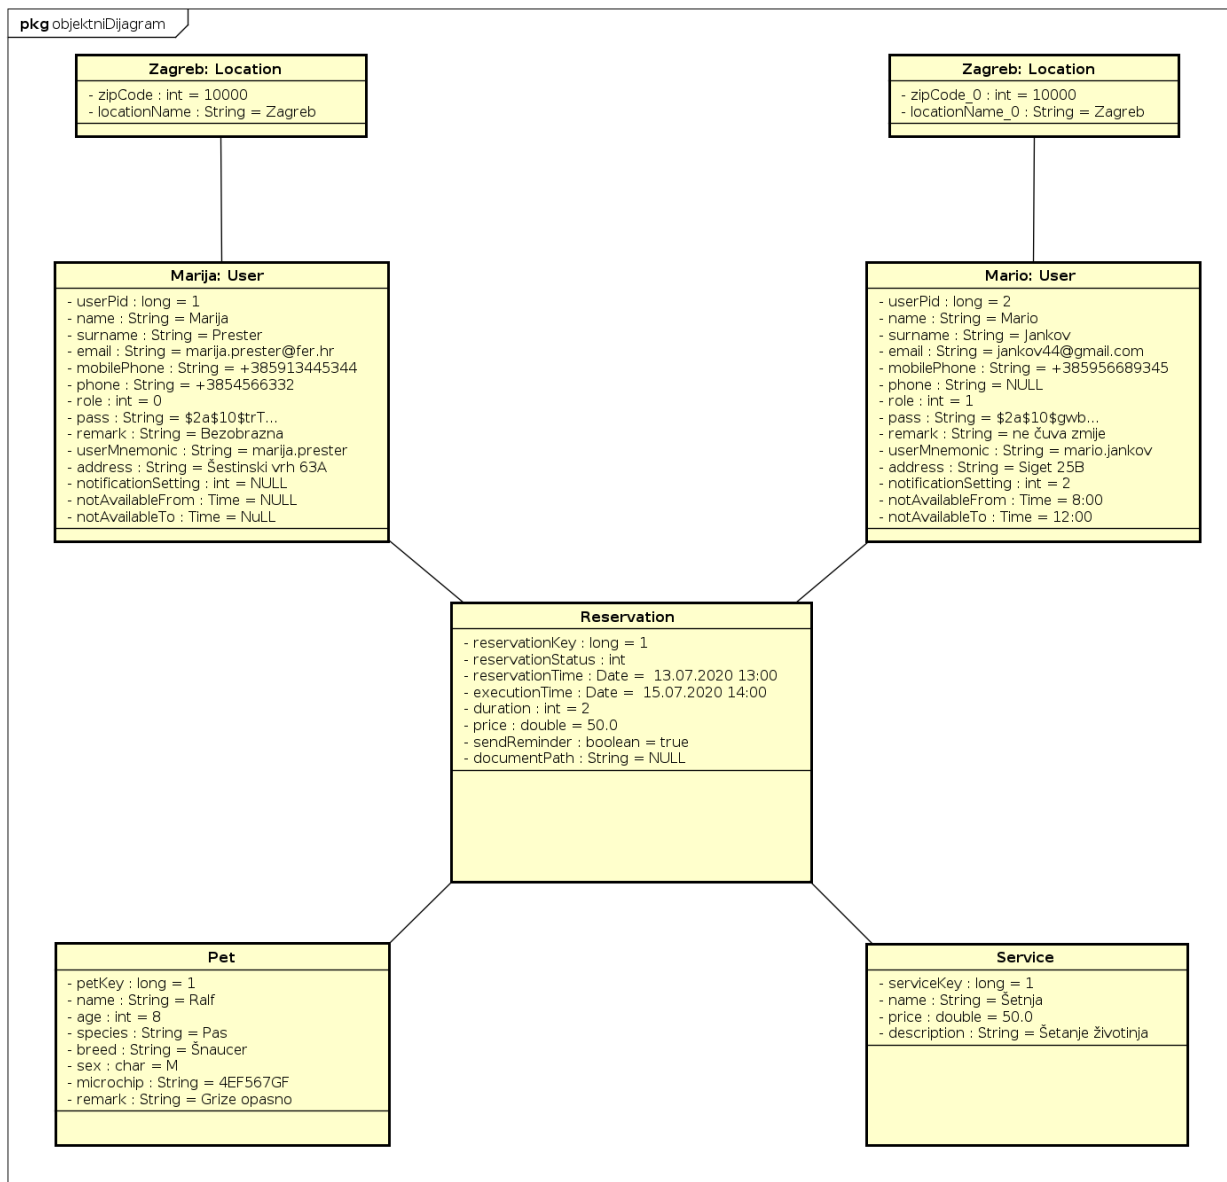 pkg objektniDijagram
Zagreb: Location
- zipCode : int = 10000
- locationName : String = Zagreb
Zagreb: Location
- zipCode_0 : int = 10000
- locationName_0 : String = Zagreb
Marija: User
- userPid : long = 1
- name : String = Marija
- surname : String = Prester
- email : String = marija.prester@fer.hr
- mobilePhone : String = +385913445344
- phone : String = +3854566332
- role : int = 0
- pass : String = $2a$10$trT...
- remark : String = Bezobrazna
- userMnemonic : String = marija.prester
- address : String = Šestinski vrh 63A
- notificationSetting : int = NULL
- notAvailableFrom : Time = NULL
- notAvailableTo : Time = NuLL
Mario: User
- userPid : long = 2
- name : String = Mario
- surname : String = Jankov
- email : String = jankov44@gmail.com
- mobilePhone : String = +385956689345
- phone : String = NULL
- role : int = 1
- pass : String = $2a$10$gwb...
- remark : String = ne čuva zmije
- userMnemonic : String = mario.jankov
- address : String = Siget 25B
- notificationSetting : int = 2
- notAvailableFrom : Time = 8:00
- notAvailableTo : Time = 12:00
Reservation
- reservationKey : long = 1
- reservationStatus : int
- reservationTime : Date =  13.07.2020 13:00
- executionTime : Date =  15.07.2020 14:00
- duration : int = 2
- price : double = 50.0
- sendReminder : boolean = true
- documentPath : String = NULL
Pet
- petKey : long = 1
- name : String = Ralf
- age : int = 8
- species : String = Pas
- breed : String = Šnaucer
- sex : char = M
- microchip : String = 4EF567GF
- remark : String = Grize opasno
Service
- serviceKey : long = 1
- name : String = Šetnja
- price : double = 50.0
- description : String = Šetanje životinja